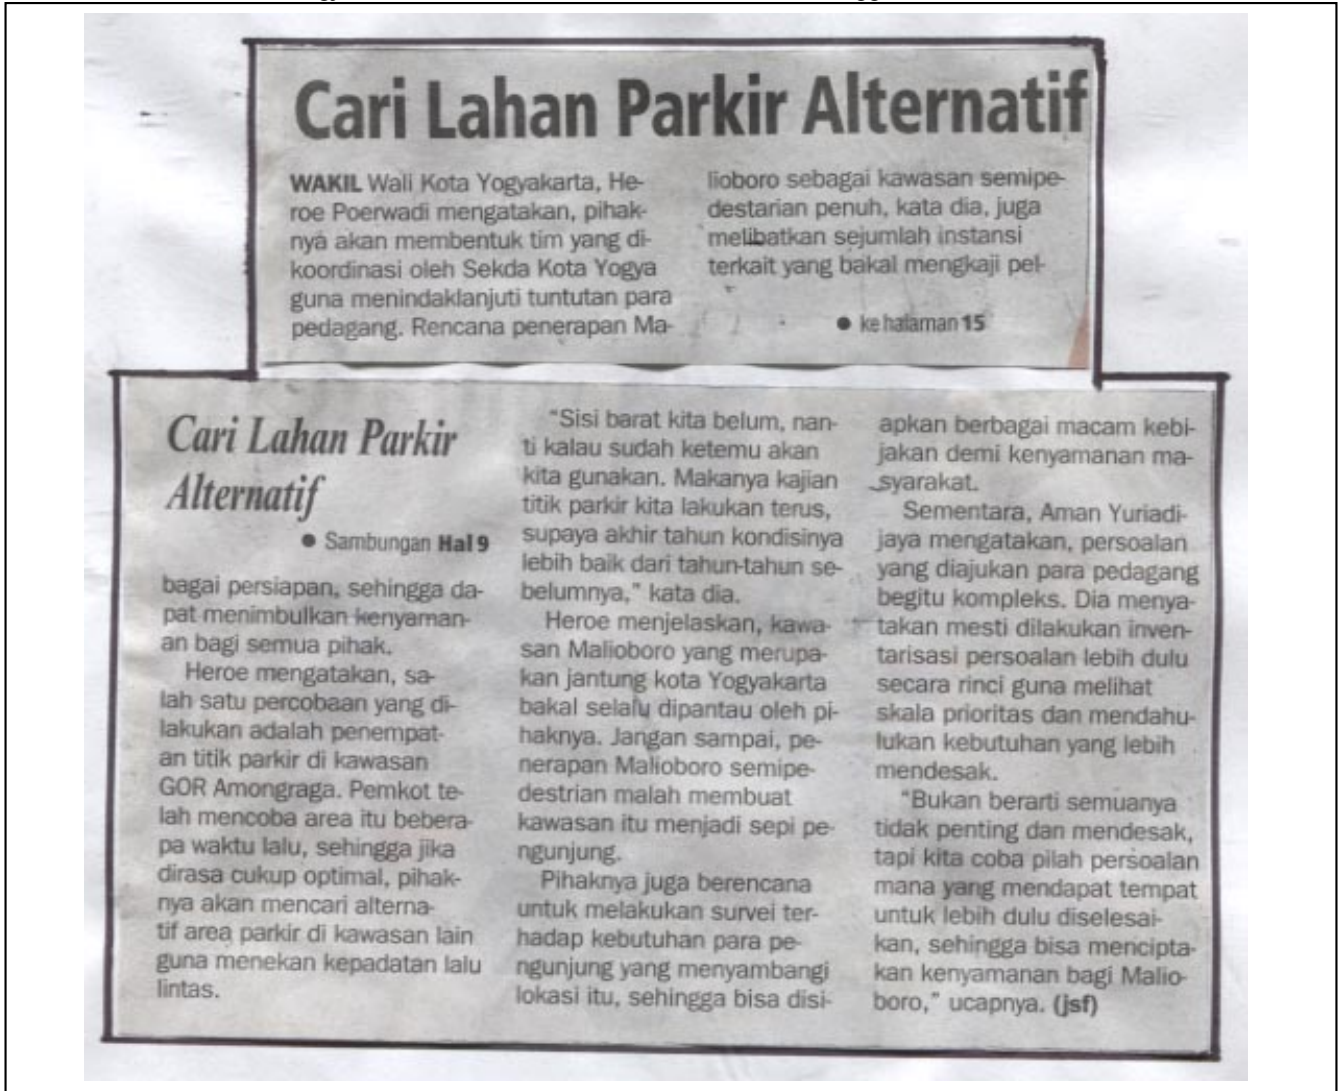 Cari Lahan Parkir Alternatif
WAKIL Wali Kota Yogyakarta, He-
roe Poerwadi mengatakan, pihak-
nya akan membentuk tim yang di-
koordinasi oleh Sekda Kota Yogya
guna menindaklanjuti tuntutan para
pedagang. Rencana penerapan Ma-
lioboro sebagai kawasan semipe-
destarian penuh, kata dia, juga
melibatkan sejumlah instansi
terkait yang bakal mengkaji pel-
● ke halaman 15
Cari Lahan Parkir
Alternatif
● Sambungan Hal 9
bagai persiapan, sehingga da-
pat menimbulkan kenyaman-
an bagi semua pihak.
Heroe mengatakan, sa-
lah satu percobaan yang di-
lakukan adalah penempat-
an titik parkir di kawasan
GOR Amongraga. Pemkot te-
lah mencoba area itu bebera-
pa waktu lalu, sehingga jika
dirasa cukup optimal, pihak-
nya akan mencari alterna-
tif area parkir di kawasan lain
guna menekan kepadatan lalu
lintas.
"Sisi barat kita belum, nan-
ti kalau sudah ketemu akan
kita gunakan. Makanya kajian
titik parkir kita lakukan terus,
supaya akhir tahun kondisinya
lebih baik dari tahun-tahun se-
belumnya," kata dia.
Heroe menjelaskan, kawa-
san Malioboro yang merupa-
kan jantung kota Yogyakarta
bakal selalu dipantau oleh pi-
haknya. Jangan sampai, pe-
nerapan Malioboro semipe-
destrian malah membuat
kawasan itu menjadi sepi pe-
ngunjung.
Pihaknya juga berencana
untuk melakukan survei ter-
hadap kebutuhan para pe-
ngunjung yang menyambangi
lokasi itu, sehingga bisa disi-
apkan berbagai macam kebi-
jakan demi kenyamanan ma-
syarakat.
Sementara, Aman Yuriadi-
jaya mengatakan, persoalan
yang diajukan para pedagang
begitu kompleks. Dia menya-
takan mesti dilakukan inven-
tarisasi persoalan lebih dulu
secara rinci guna melihat
skala prioritas dan mendahu-
lukan kebutuhan yang lebih
mendesak.
"Bukan berarti semuanya
tidak penting dan mendesak,
tapi kita coba pilah persoalan
mana yang mendapat tempat
untuk lebih dulu diselesai-
kan, sehingga bisa mencipta-
kan kenyamanan bagi Malio-
boro," ucapnya. (jsf)